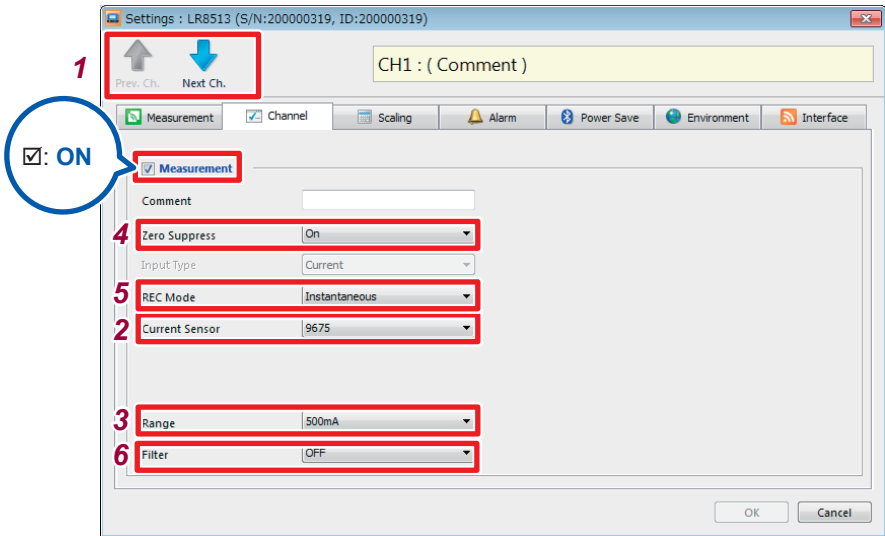 Settings : LR8513 (S/N:200000319, ID:200000319)
1
Prev. Ch. Next Ch.
CH1 : ( Comment )
Measurement Channel Scaling Alarm Power Save Environment Interface
☑: ON
Measurement
Comment
4 Zero Suppress On
Input Type Current
5 REC Mode Instantaneous
2 Current Sensor 9675
3 Range 500mA
6 Filter OFF
OK Cancel